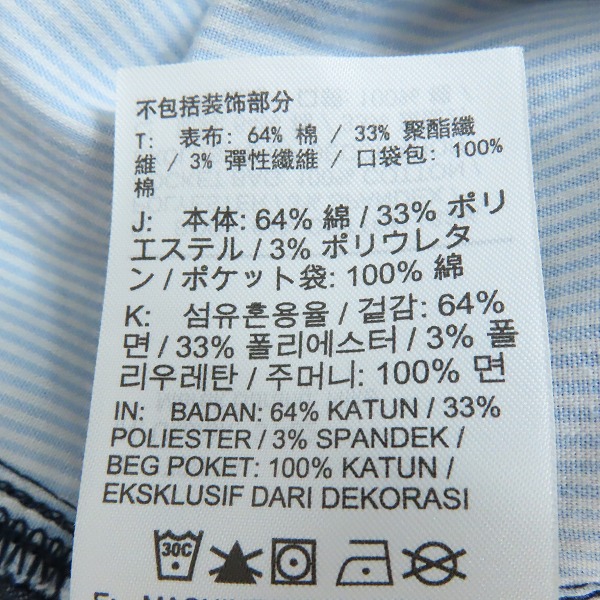 不包括装饰部分
T: 表布: 64% 棉 / 33% 聚酯纖
維 / 3% 彈性纖維 / 口袋包: 100%
棉
J: 本体: 64% 綿 / 33% ポリ
エステル / 3% ポリウレタ
ン / ポケット袋: 100% 綿
K: 섬유혼용율 / 겉감: 64%
면 / 33% 폴리에스터 / 3% 폴
리우레탄 / 주머니: 100% 면
IN: BADAN: 64% KATUN / 33%
POLIESTER / 3% SPANDEK /
BEG POKET: 100% KATUN /
EKSKLUSIF DARI DEKORASI
30C